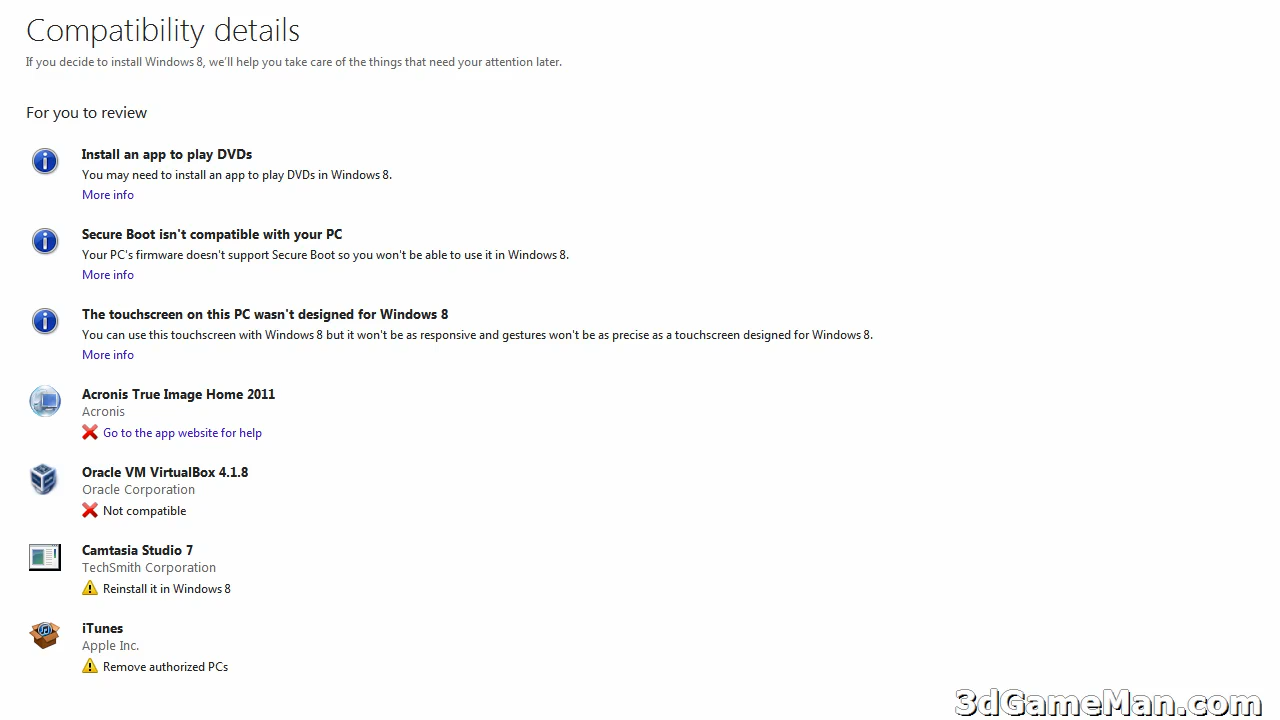 Compatibility details
If you decide to install Windows 8, we'll help you take care of the things that need your attention later.
For you to review
Install an app to play DVDs
You may need to install an app to play DVDs in Windows 8.
More info
Secure Boot isn't compatible with your PC
Your PC's firmware doesn't support Secure Boot so you won't be able to use it in Windows 8.
More info
The touchscreen on this PC wasn't designed for Windows 8
You can use this touchscreen with Windows 8 but it won't be as responsive and gestures won't be as precise as a touchscreen designed for Windows 8.
More info
Acronis True Image Home 2011
Acronis
Go to the app website for help
Oracle VM VirtualBox 4.1.8
Oracle Corporation
Not compatible
Camtasia Studio 7
TechSmith Corporation
Reinstall it in Windows 8
iTunes
Apple Inc.
Remove authorized PCs
3dGameMan.com